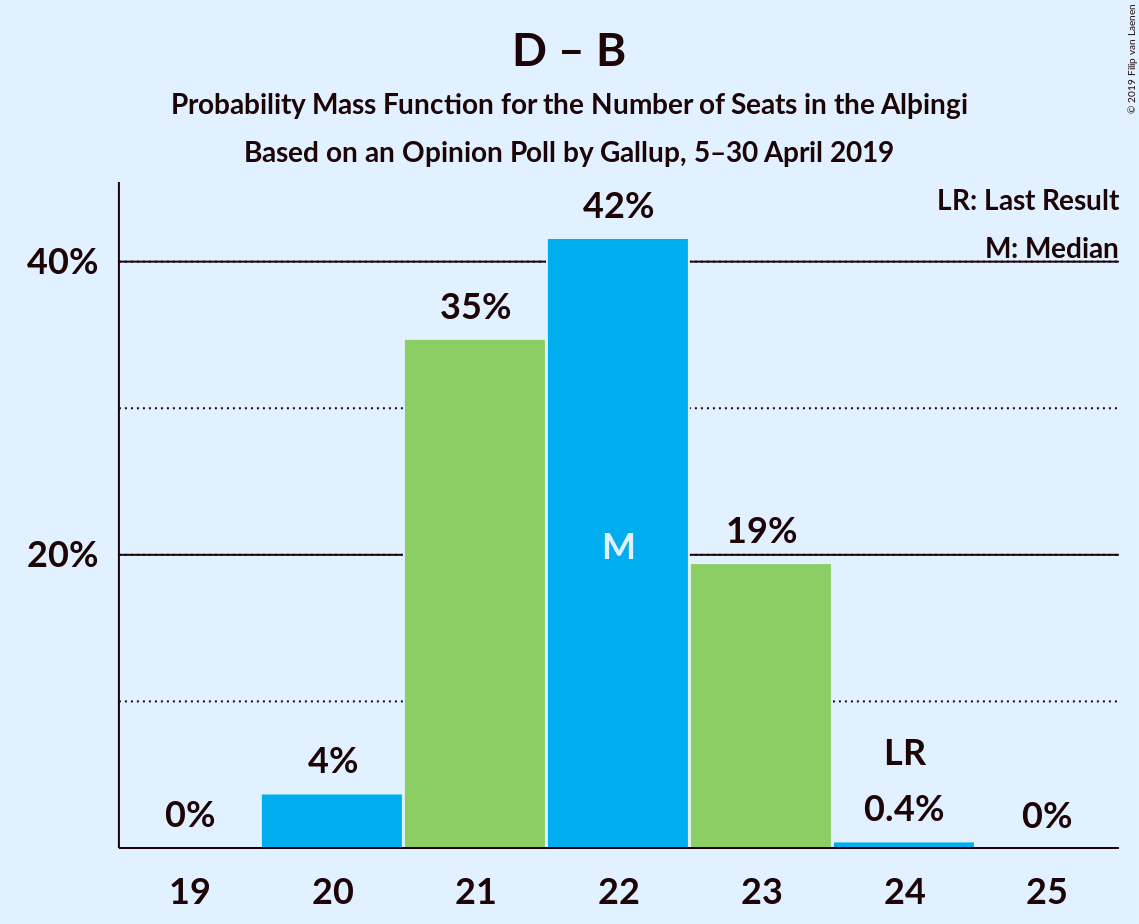 D – B
Probability Mass Function for the Number of Seats in the Alþingi
Based on an Opinion Poll by Gallup, 5–30 April 2019
© 2019 Filip van Laenen
LR: Last Result
M: Median
40%
20%
0%
4%
35%
42%
M
19%
LR
0.4%
0%
19
20
21
22
23
24
25